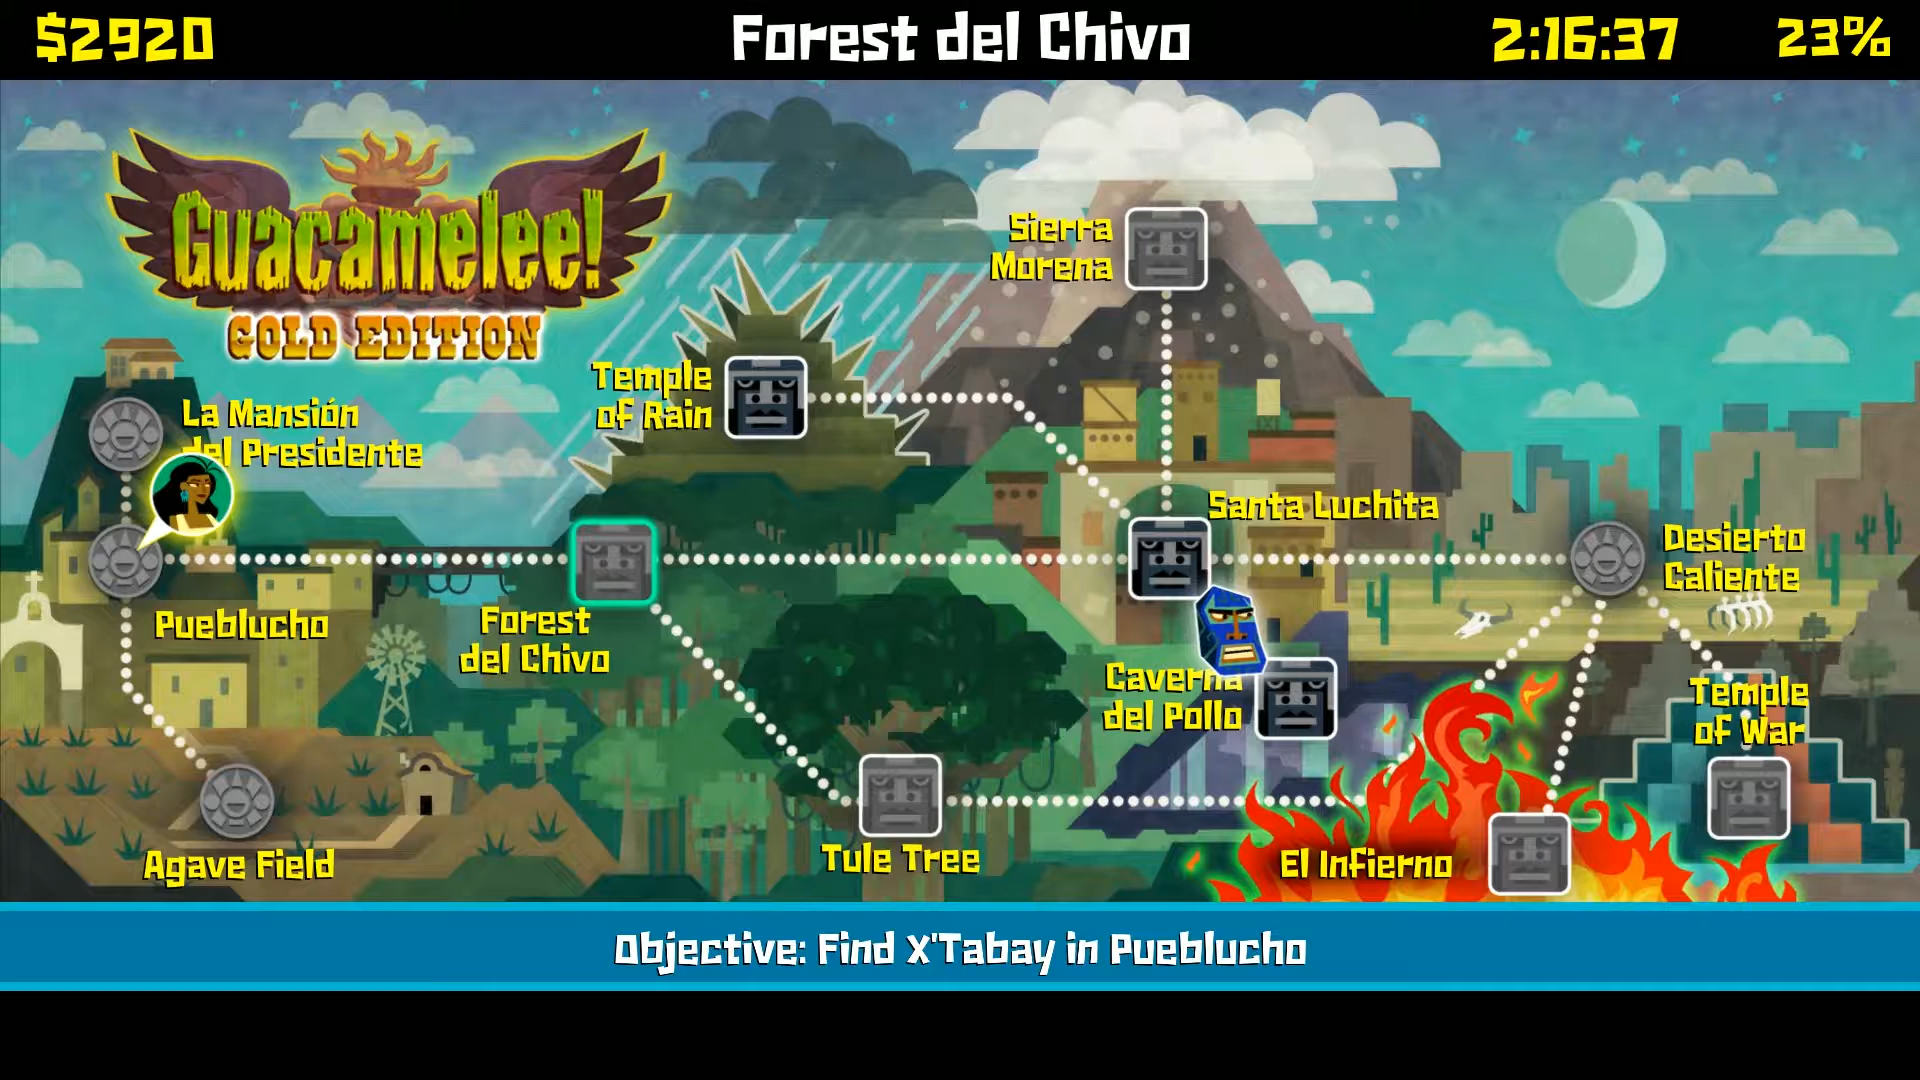 $2920
Forest del Chivo
2:16:37
23%
Guacamelee!
GOLD EDITION
Sierra
Morena
Temple
of Rain
La Mansión
del Presidente
Santa Luchita
Desierto
Caliente
Pueblucho
Forest
del Chivo
Caverna
del Pollo
Temple
of War
Agave Field
Tule Tree
El Infierno
Objective: Find X'Tabay in Pueblucho